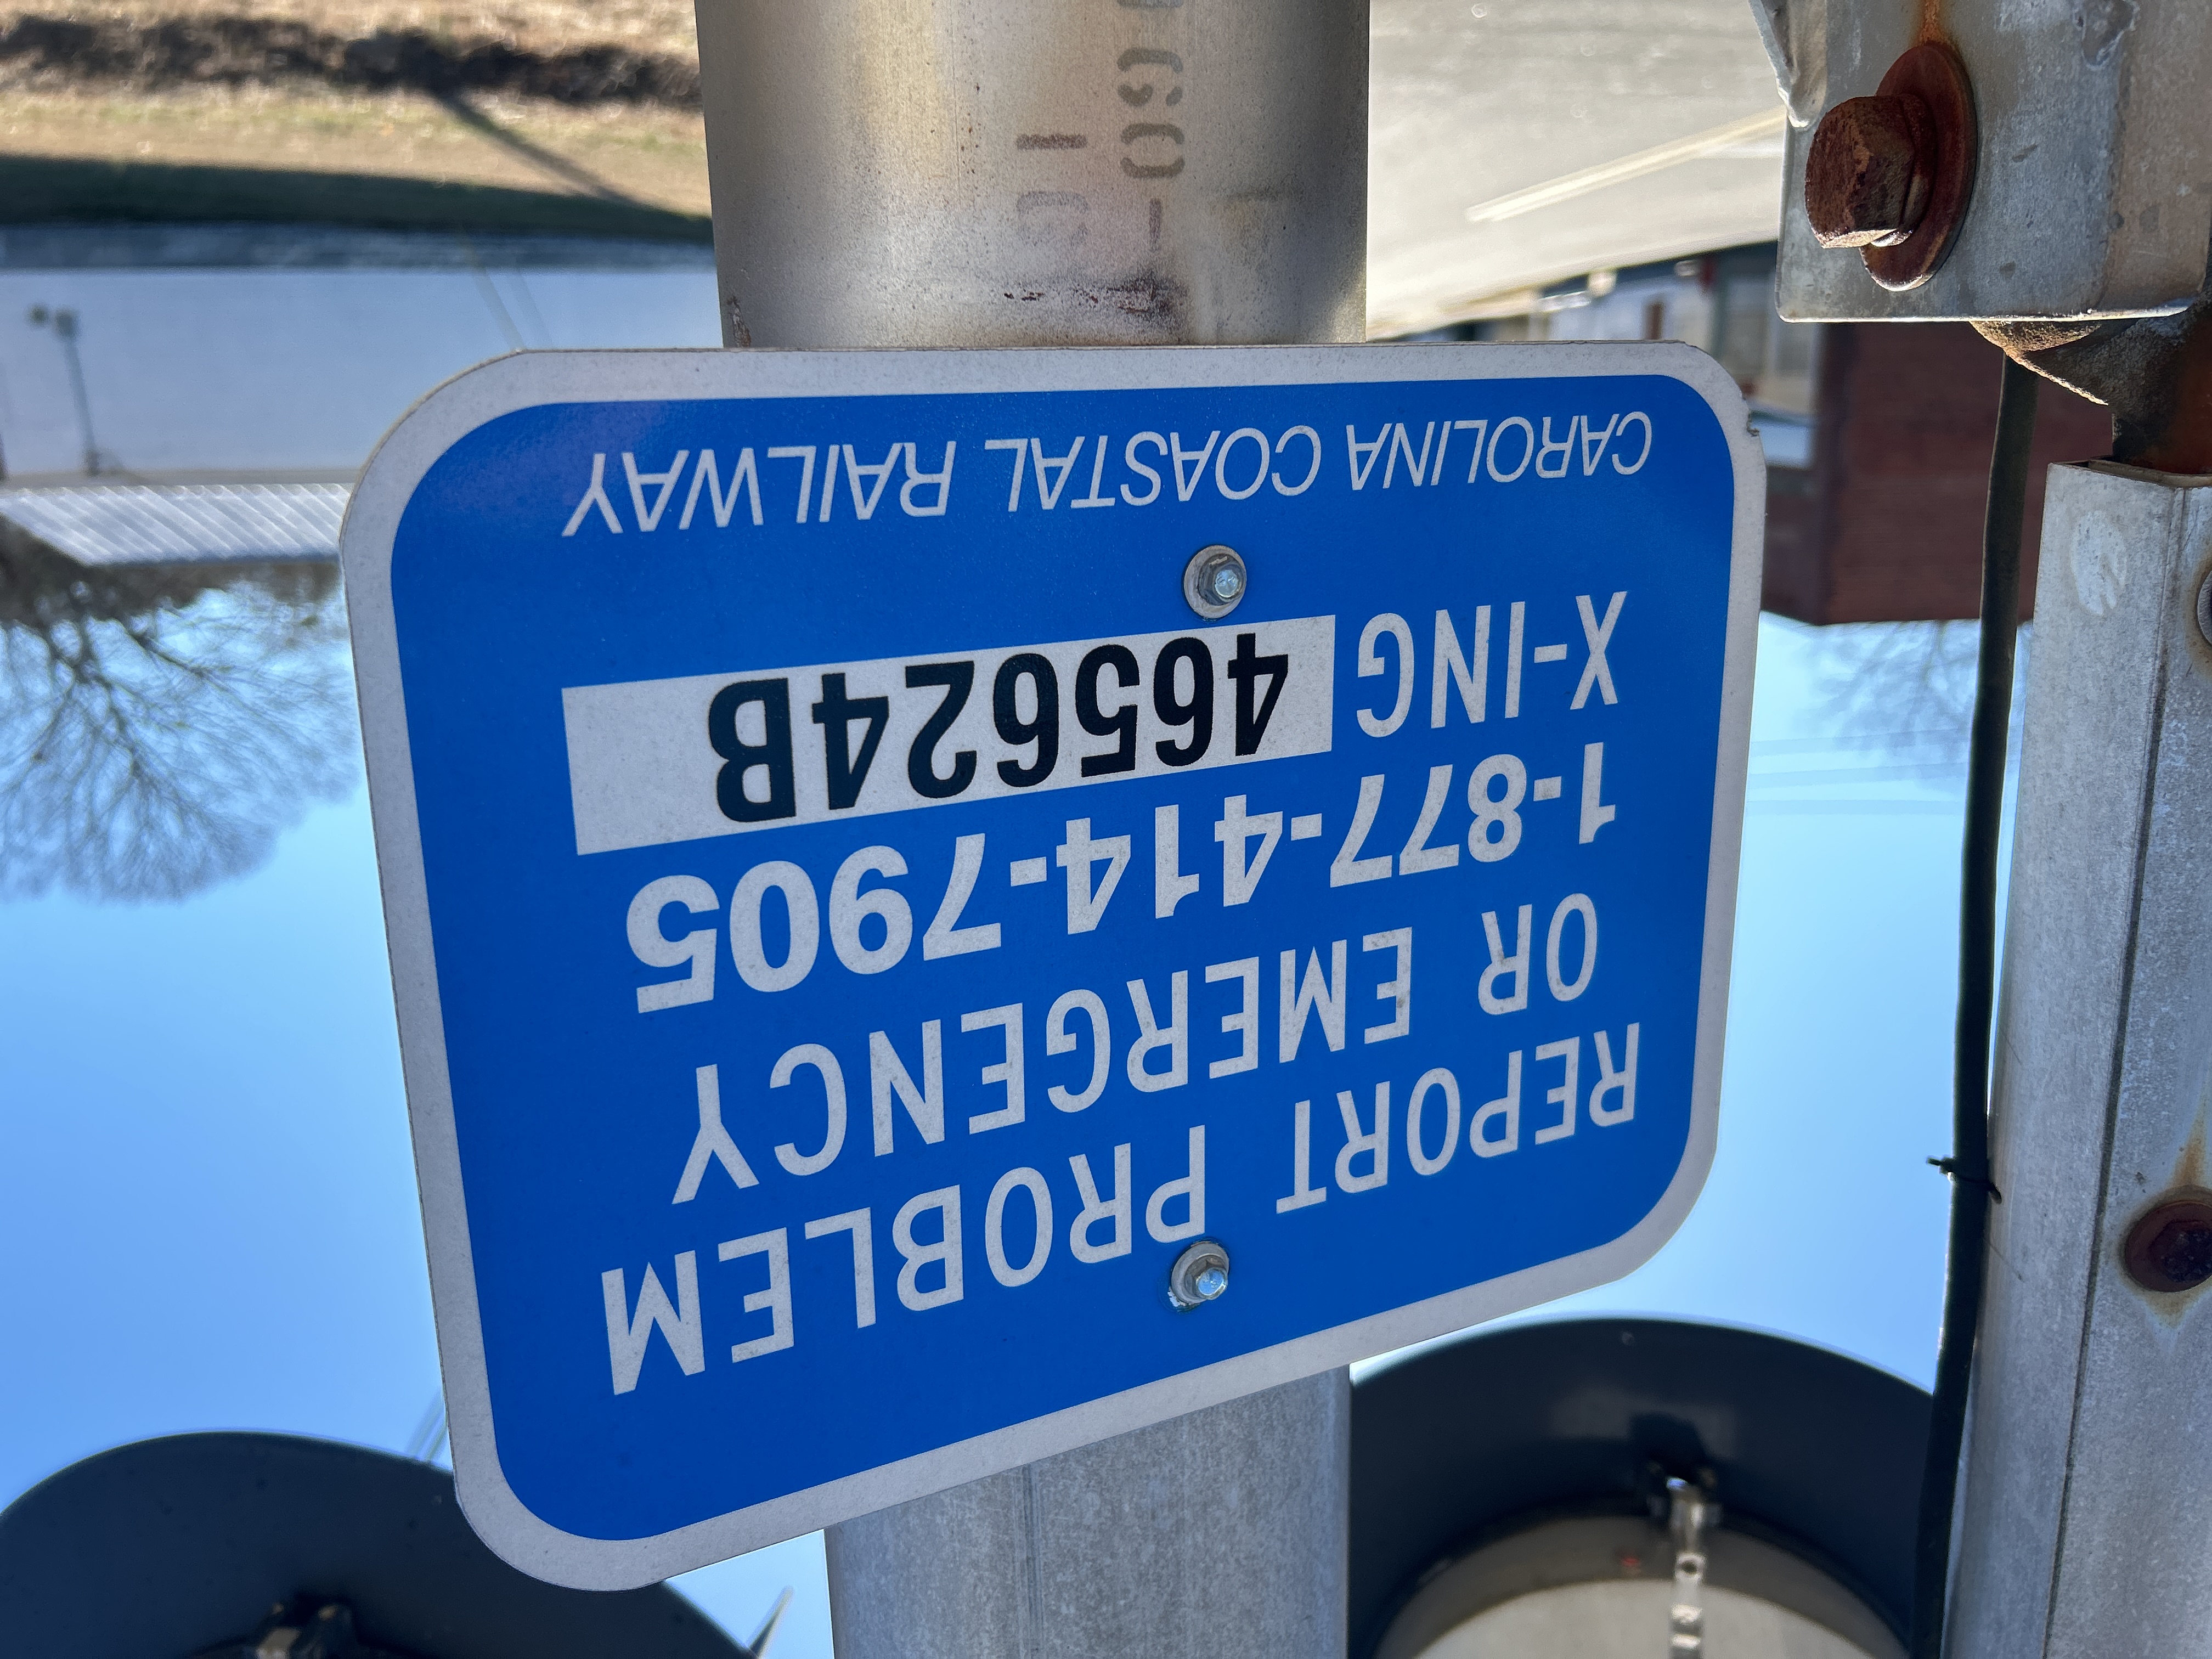 REPORT PROBLEM
OR EMERGENCY
1-877-414-7905
X-ING 465624B
CAROLINA COASTAL RAILWAY